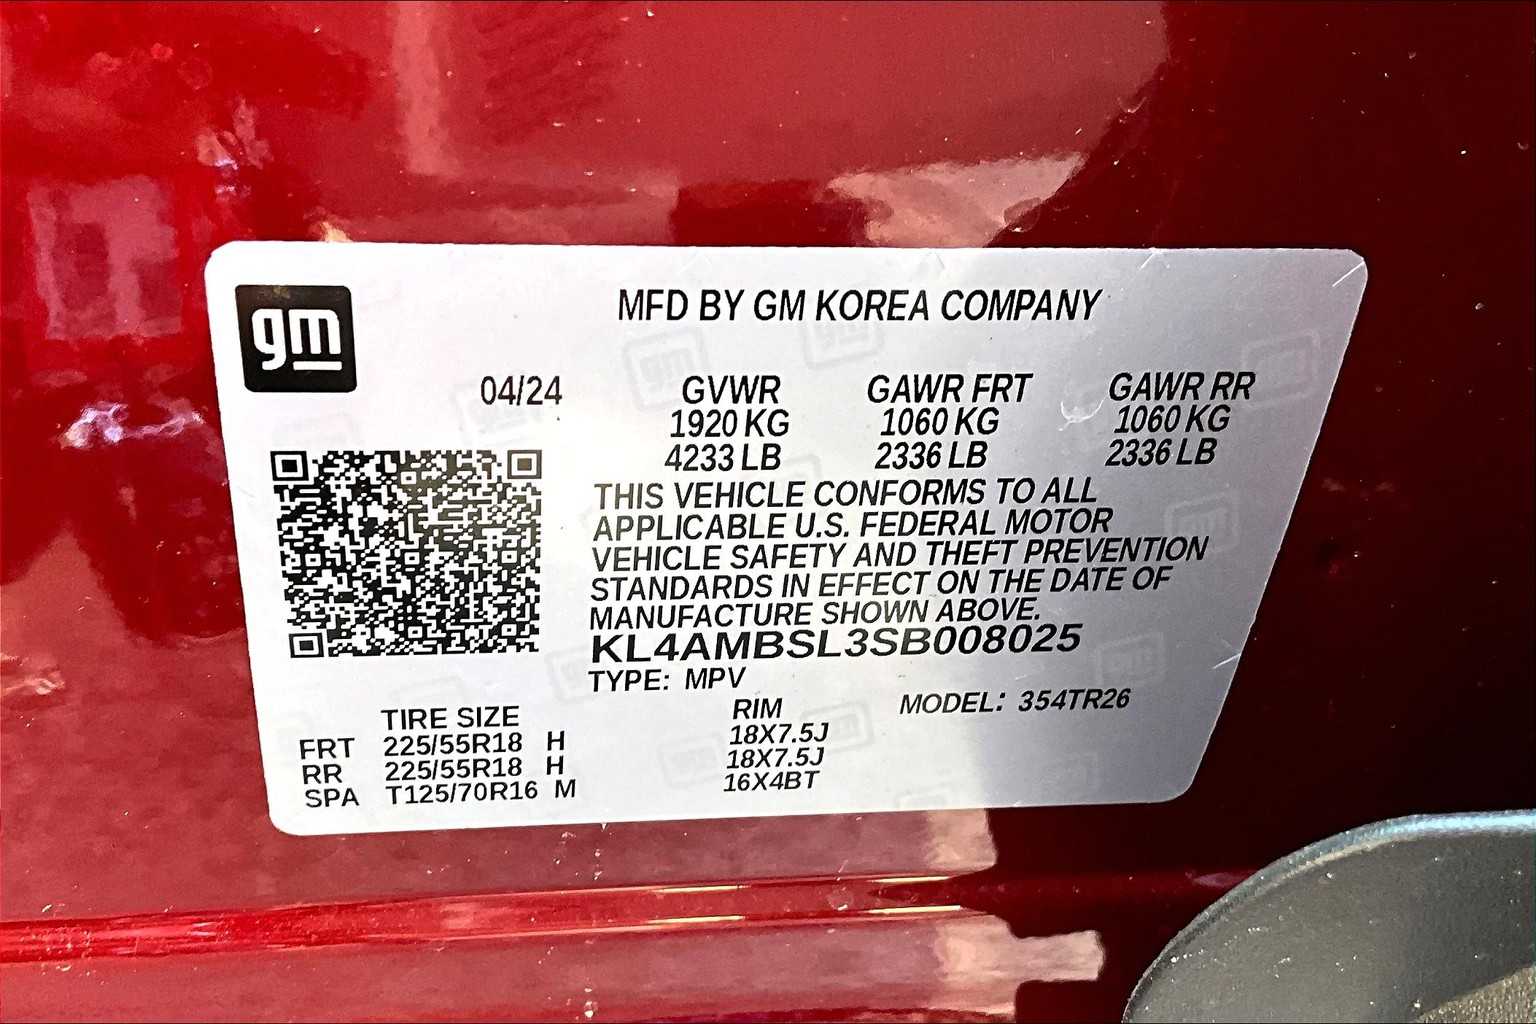 gm
MFD BY GM KOREA COMPANY
04/24 GVWR GAWR FRT GAWR RR
1920 KG 1060 KG 1060 KG
4233 LB 2336 LB 2336 LB
THIS VEHICLE CONFORMS TO ALL
APPLICABLE U.S. FEDERAL MOTOR
VEHICLE SAFETY AND THEFT PREVENTION
STANDARDS IN EFFECT ON THE DATE OF
MANUFACTURE SHOWN ABOVE.
KL4AMBSL3SB008025
TYPE: MPV
MODEL: 354TR26
TIRE SIZE RIM
FRT 225/55R18 H 18X7.5J
RR 225/55R18 H 18X7.5J
SPA T125/70R16 M 16X4BT